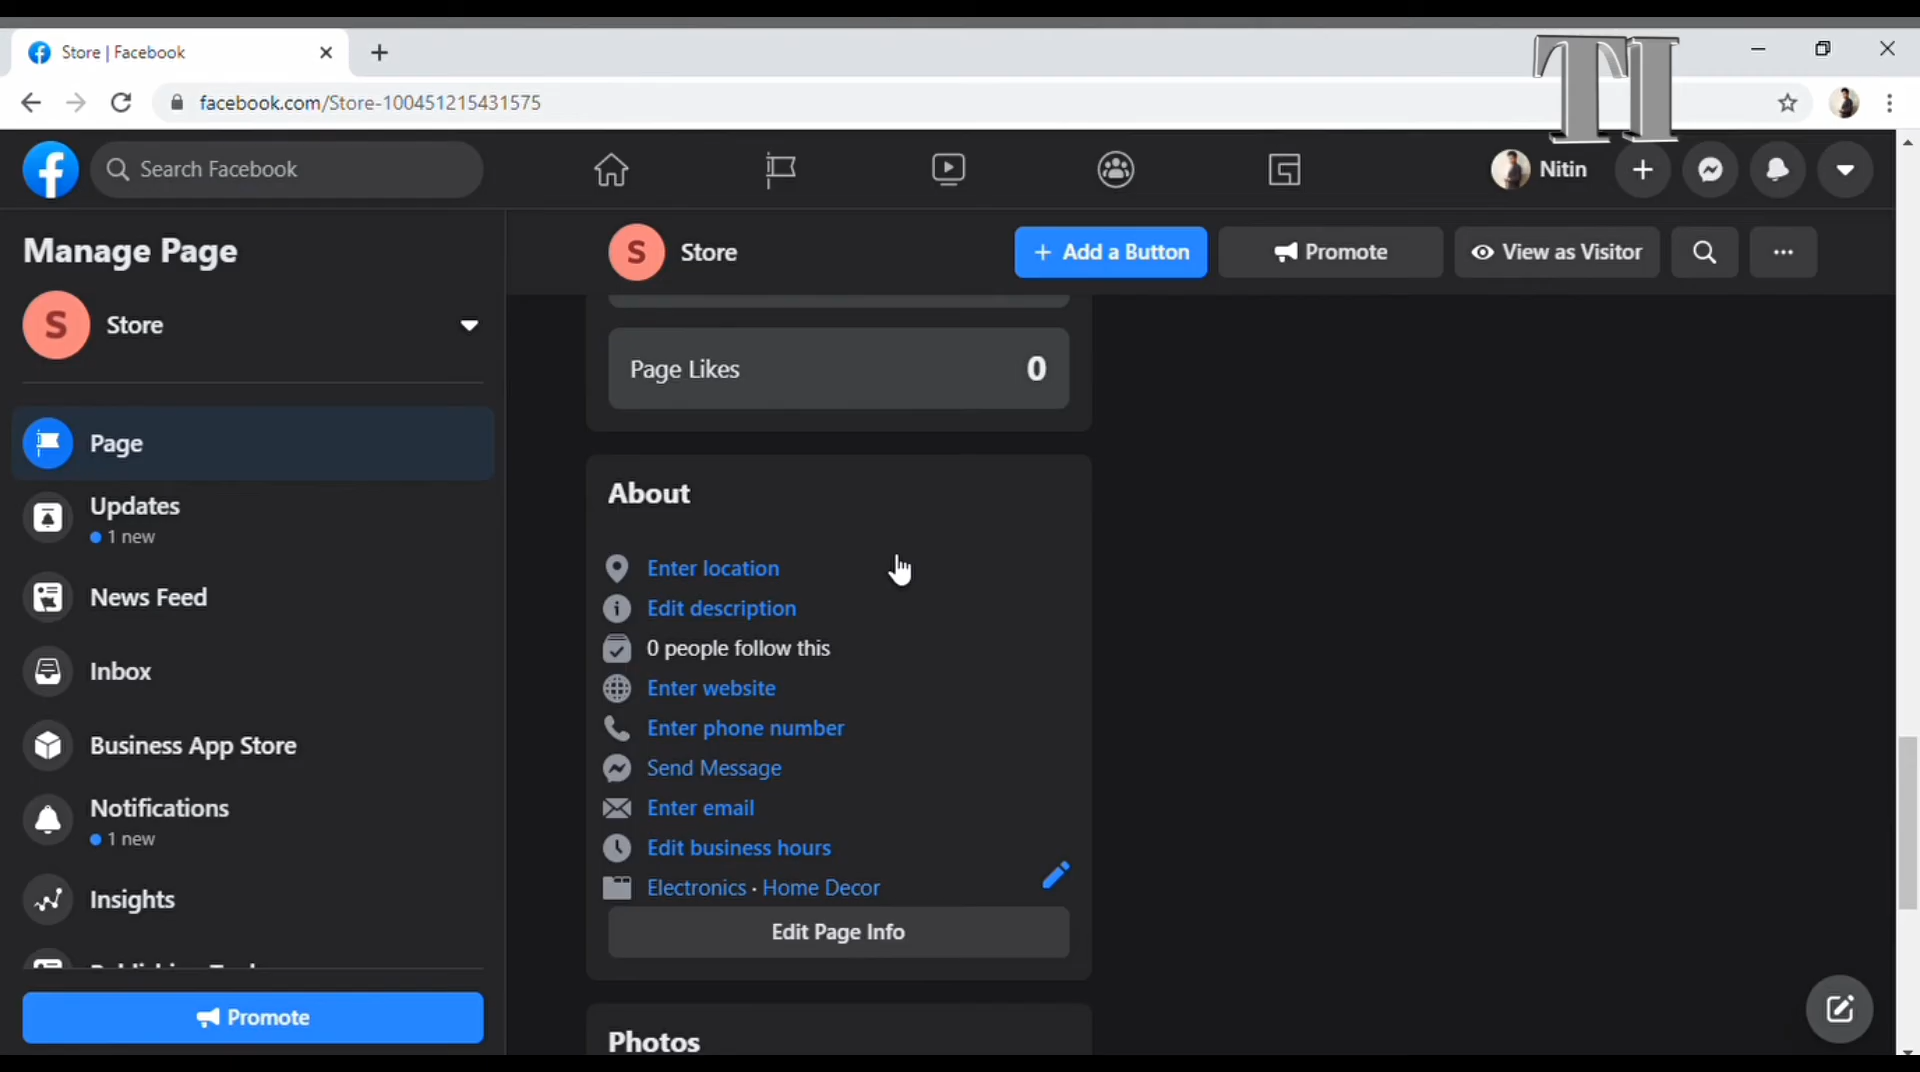 Store | Facebook
TI
facebook.com/Store-100451215431575
Search Facebook
Nitin
Manage Page
S Store
+ Add a Button
Promote
View as Visitor
S Store
Page Likes 0
Page
Updates
1 new
News Feed
Inbox
Business App Store
Notifications
1 new
Insights
Promote
About
Enter location
Edit description
0 people follow this
Enter website
Enter phone number
Send Message
Enter email
Edit business hours
Electronics · Home Decor
Edit Page Info
Photos